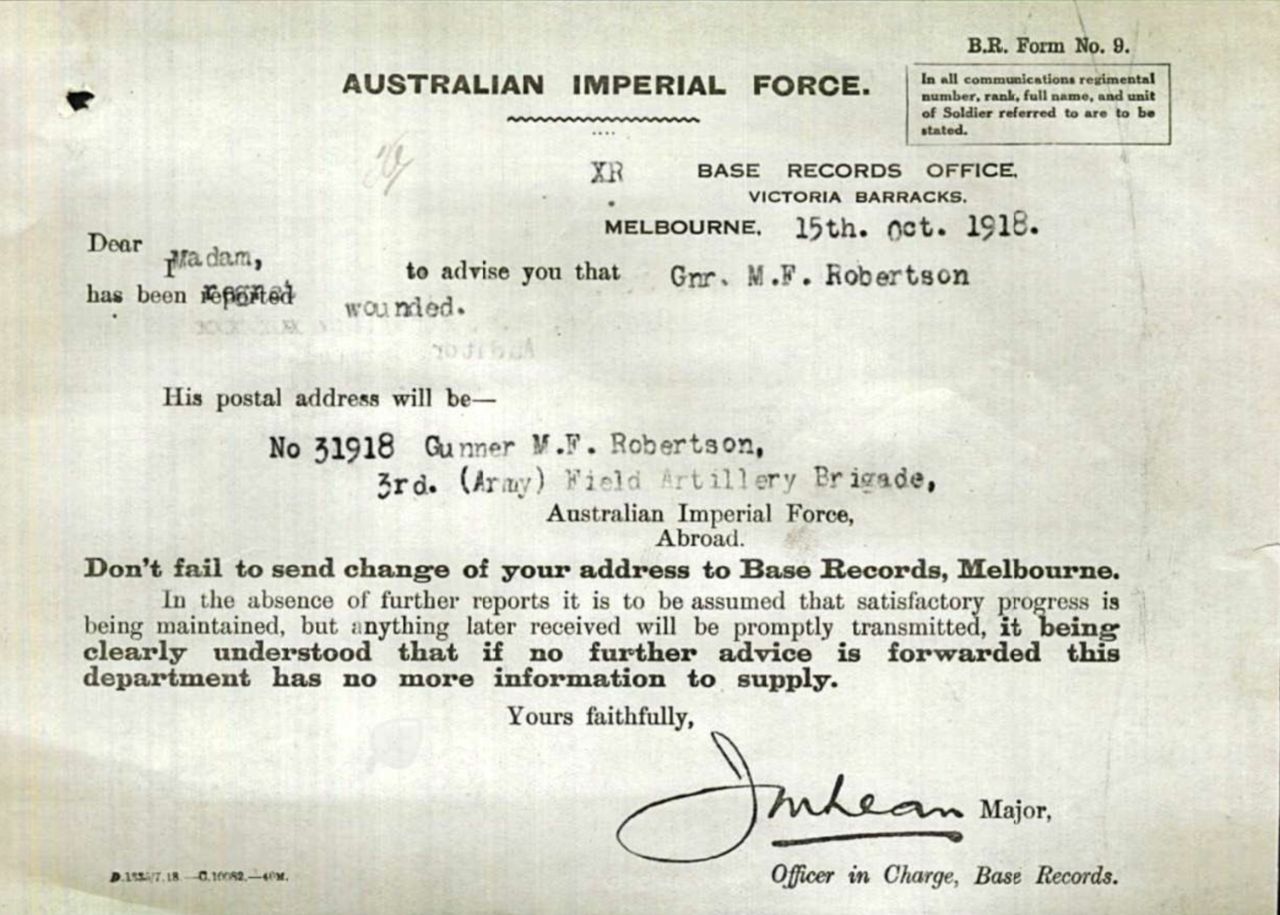 B.R. Form No. 9.
AUSTRALIAN IMPERIAL FORCE.
In all communications regimental
number, rank, full name, and unit
of Soldier referred to are to be
stated.
XR BASE RECORDS OFFICE,
VICTORIA BARRACKS,
MELBOURNE, 15th. Oct. 1918.
Dear Madam,
I to advise you that Gnr. M.F. Robertson
has been reported wounded.
His postal address will be—
No 31918 Gunner M.F. Robertson,
3rd. (Army) Field Artillery Brigade,
Australian Imperial Force,
Abroad.
Don't fail to send change of your address to Base Records, Melbourne.
In the absence of further reports it is to be assumed that satisfactory progress is
being maintained, but anything later received will be promptly transmitted, it being
clearly understood that if no further advice is forwarded this
department has no more information to supply.
Yours faithfully,
JMLean Major,
Officer in Charge, Base Records.
C.10082.—40M.